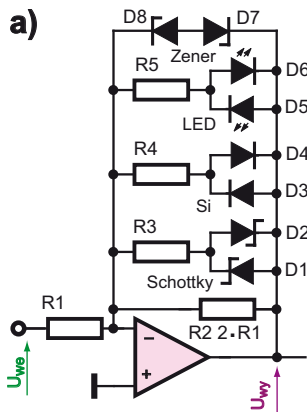 a)
D8 D7
Zener
D6
R5
D5
LED
D4
R4
D3
Si
D2
R3
D1
Schottky
R1
R2 2·R1
−
+
Uwe
Uwy